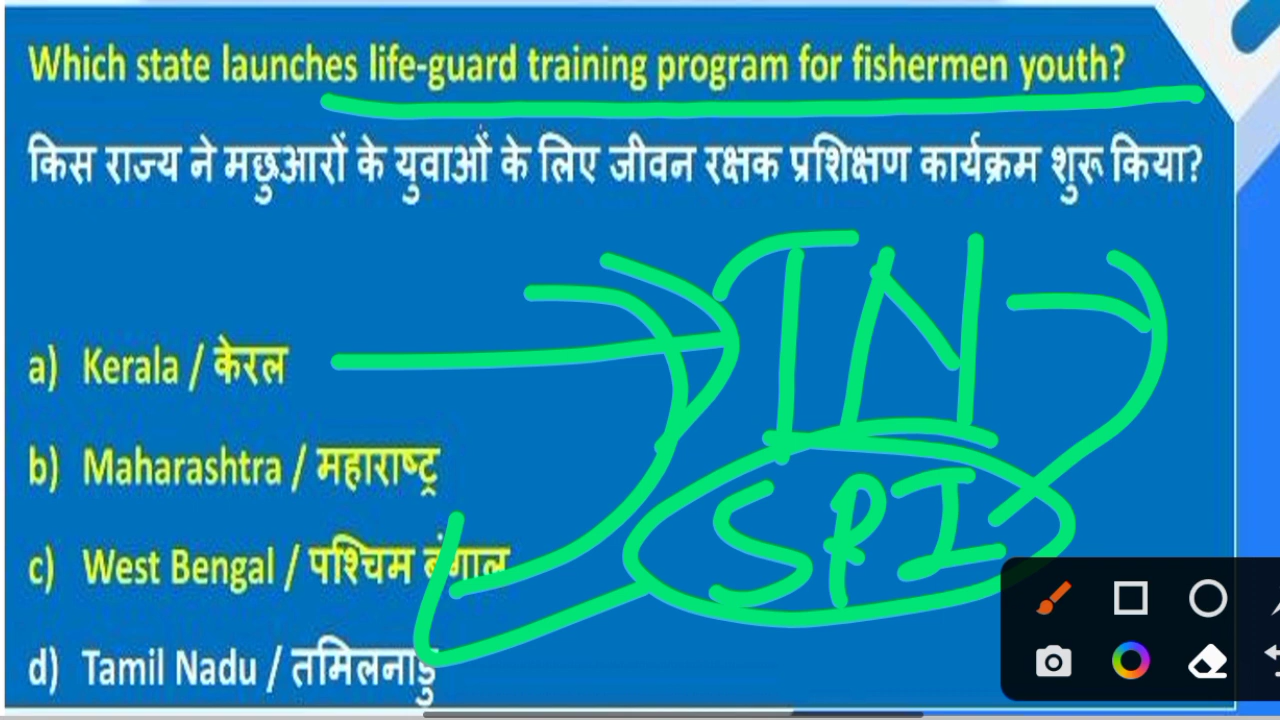 Which state launches life-guard training program for fishermen youth?
किस राज्य ने मछुआरों के युवाओं के लिए जीवन रक्षक प्रशिक्षण कार्यक्रम शुरू किया?
TN
a) Kerala / केरल
b) Maharashtra / महाराष्ट्र
SPI
c) West Bengal / पश्चिम बंगाल
d) Tamil Nadu / तमिलनाडु